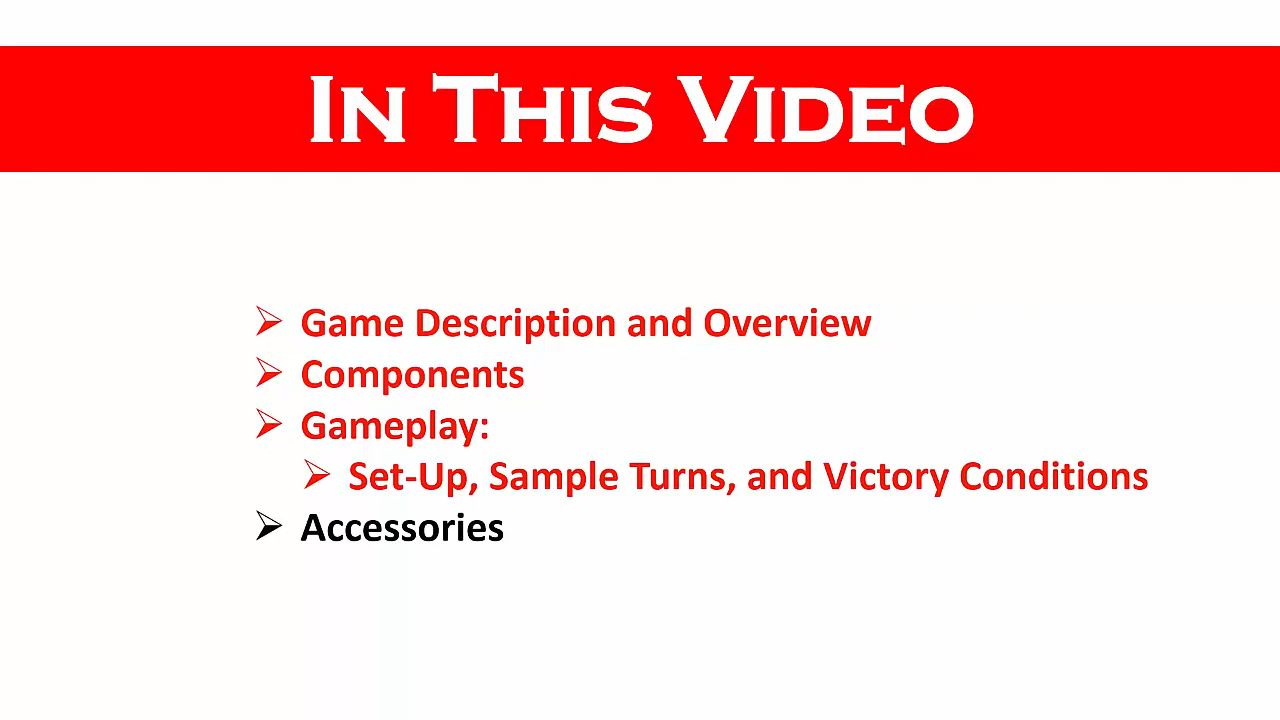 In This Video
Game Description and Overview
Components
Gameplay:
Set-Up, Sample Turns, and Victory Conditions
Accessories